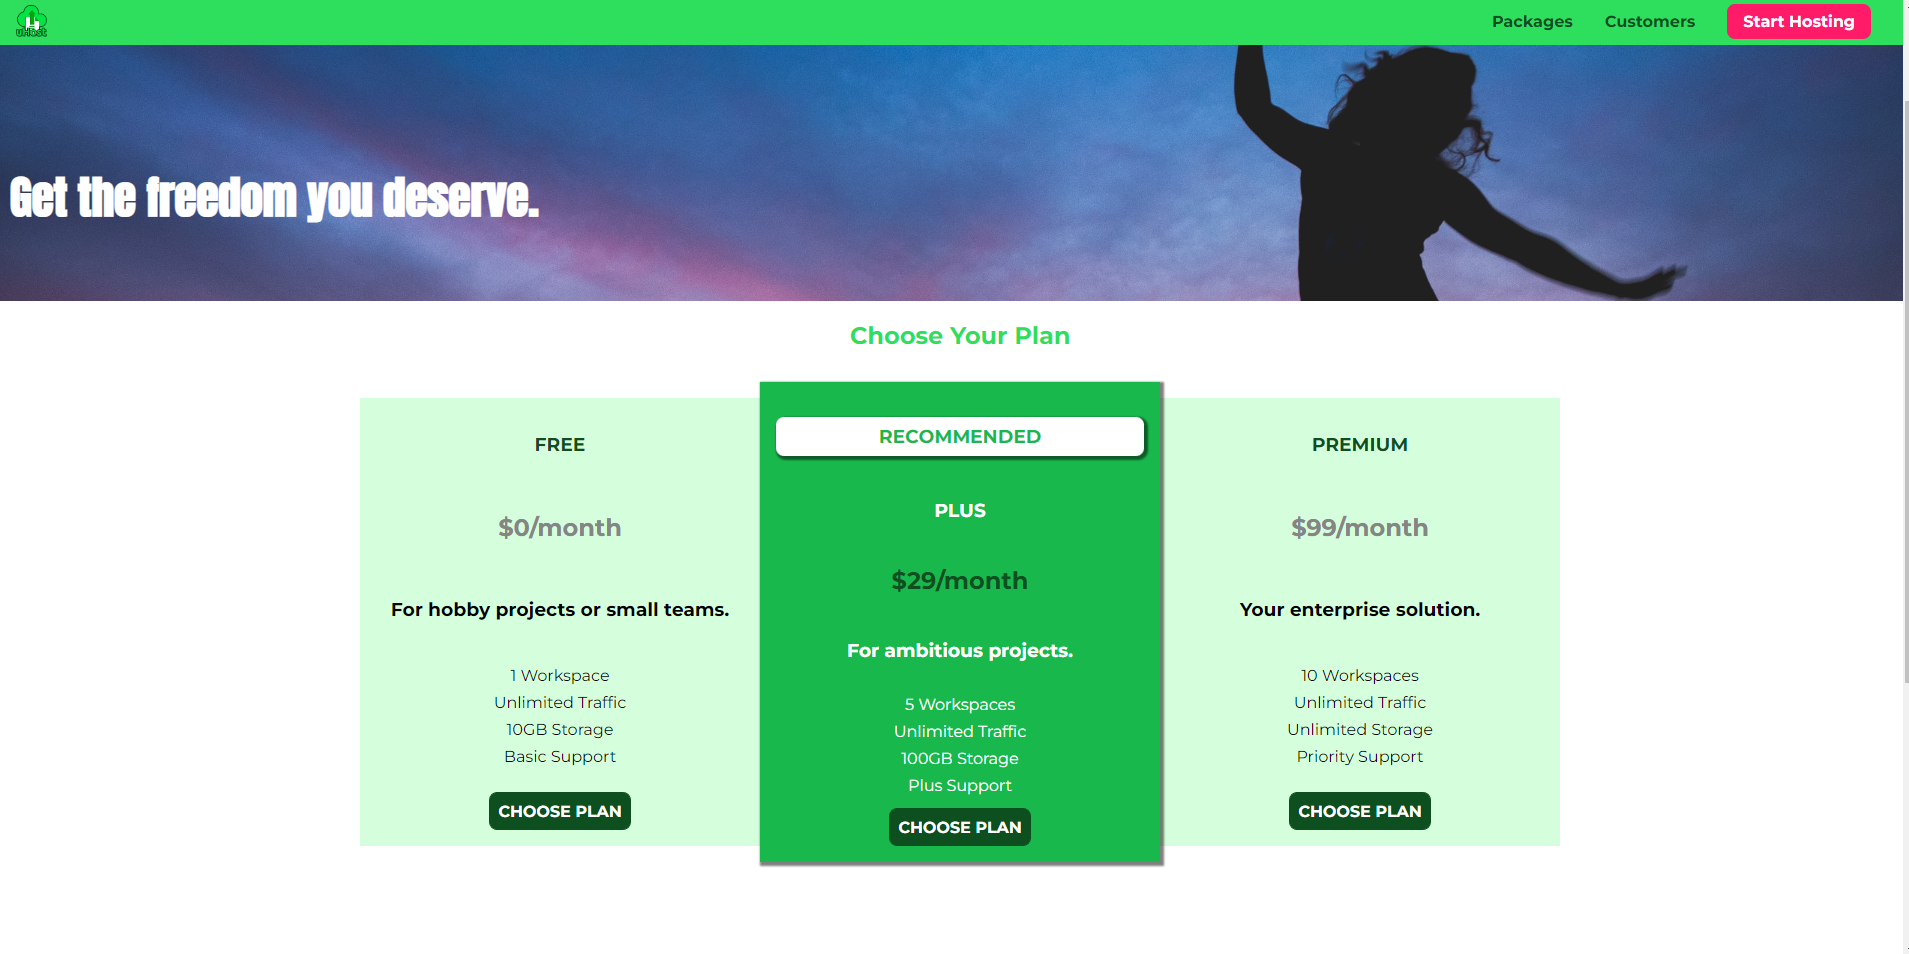 uHost
Packages
Customers
Start Hosting
Get the freedom you deserve.
Choose Your Plan
FREE
$0/month
For hobby projects or small teams.
1 Workspace
Unlimited Traffic
10GB Storage
Basic Support
CHOOSE PLAN
RECOMMENDED
PLUS
$29/month
For ambitious projects.
5 Workspaces
Unlimited Traffic
100GB Storage
Plus Support
CHOOSE PLAN
PREMIUM
$99/month
Your enterprise solution.
10 Workspaces
Unlimited Traffic
Unlimited Storage
Priority Support
CHOOSE PLAN